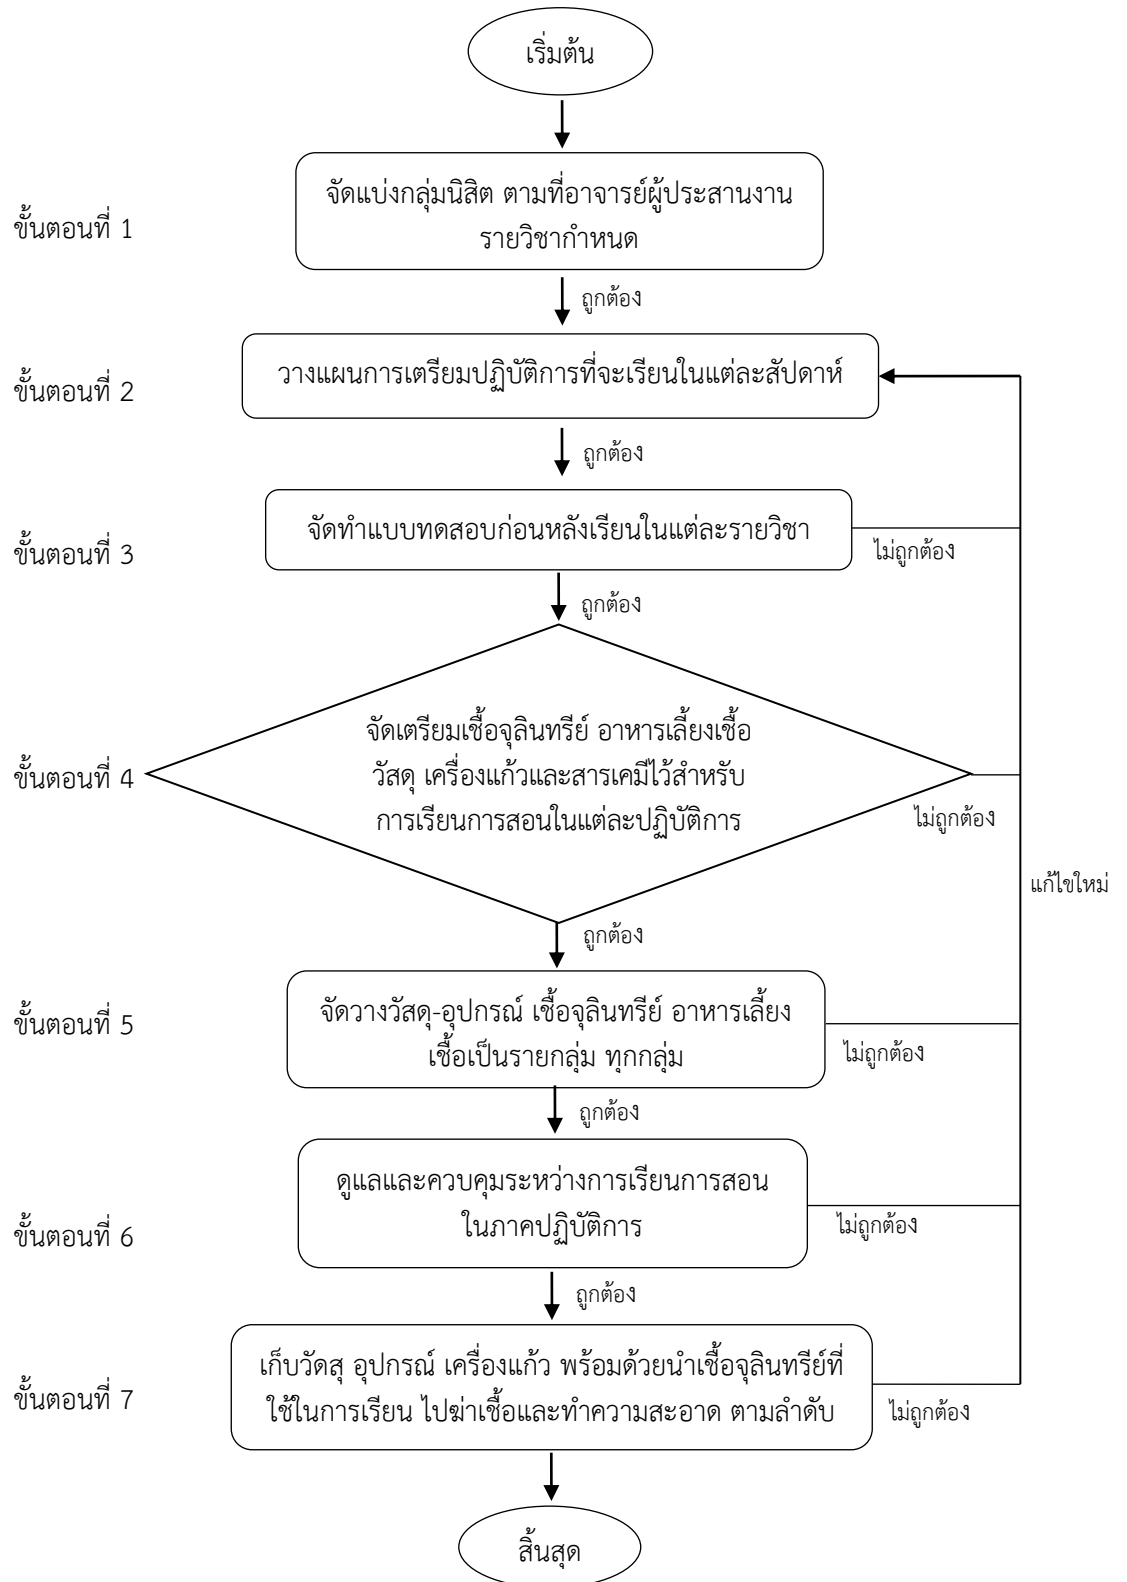 เริ่มต้น
ขั้นตอนที่ 1
จัดแบ่งกลุ่มนิสิต ตามที่อาจารย์ผู้ประสานงาน
รายวิชากำหนด
ถูกต้อง
ขั้นตอนที่ 2
วางแผนการเตรียมปฏิบัติการที่จะเรียนในแต่ละสัปดาห์
ถูกต้อง
ขั้นตอนที่ 3
จัดทำแบบทดสอบก่อนหลังเรียนในแต่ละรายวิชา
ไม่ถูกต้อง
ถูกต้อง
ขั้นตอนที่ 4
จัดเตรียมเชื้อจุลินทรีย์ อาหารเลี้ยงเชื้อ
วัสดุ เครื่องแก้วและสารเคมีไว้สำหรับ
การเรียนการสอนในแต่ละปฏิบัติการ
ไม่ถูกต้อง
แก้ไขใหม่
ถูกต้อง
ขั้นตอนที่ 5
จัดวางวัสดุ-อุปกรณ์ เชื้อจุลินทรีย์ อาหารเลี้ยง
เชื้อเป็นรายกลุ่ม ทุกกลุ่ม
ไม่ถูกต้อง
ถูกต้อง
ขั้นตอนที่ 6
ดูแลและควบคุมระหว่างการเรียนการสอน
ในภาคปฏิบัติการ
ไม่ถูกต้อง
ถูกต้อง
ขั้นตอนที่ 7
เก็บวัดสุ อุปกรณ์ เครื่องแก้ว พร้อมด้วยนำเชื้อจุลินทรีย์ที่
ใช้ในการเรียน ไปฆ่าเชื้อและทำความสะอาด ตามลำดับ
ไม่ถูกต้อง
สิ้นสุด